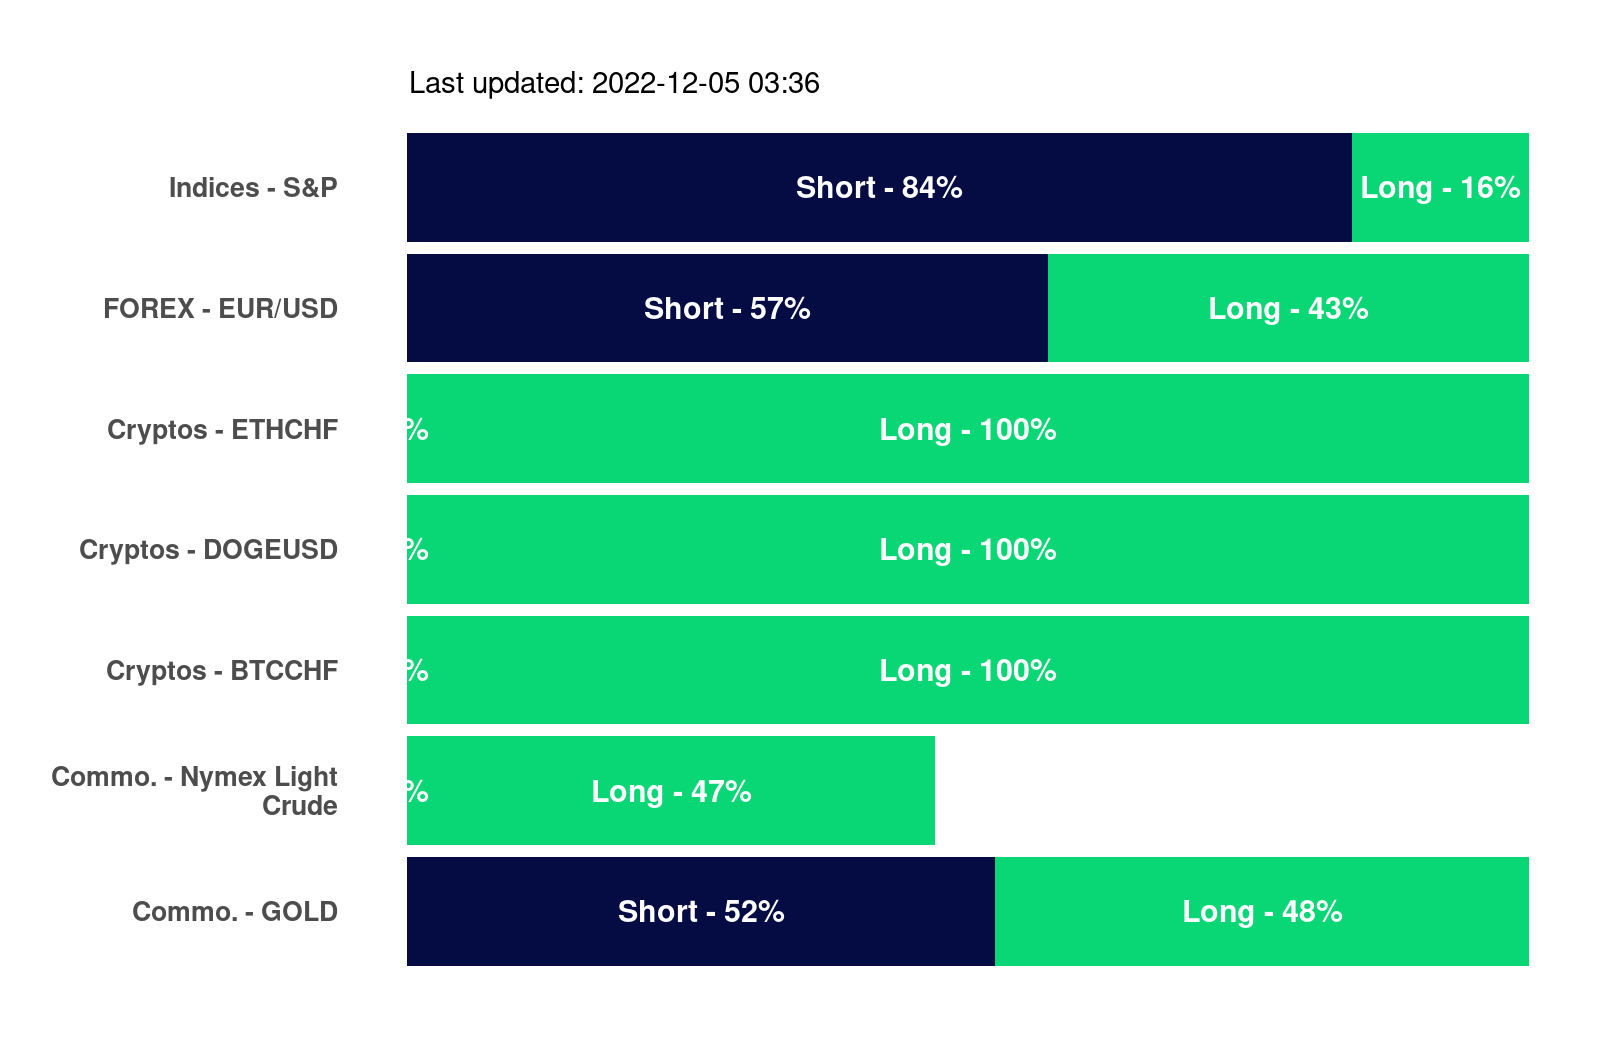 Last updated: 2022-12-05 03:36
Indices - S&P
Short - 84%
Long - 16%
FOREX - EUR/USD
Short - 57%
Long - 43%
Cryptos - ETHCHF
%
Long - 100%
Cryptos - DOGEUSD
%
Long - 100%
Cryptos - BTCCHF
%
Long - 100%
Commo. - Nymex Light
Crude
%
Long - 47%
Commo. - GOLD
Short - 52%
Long - 48%